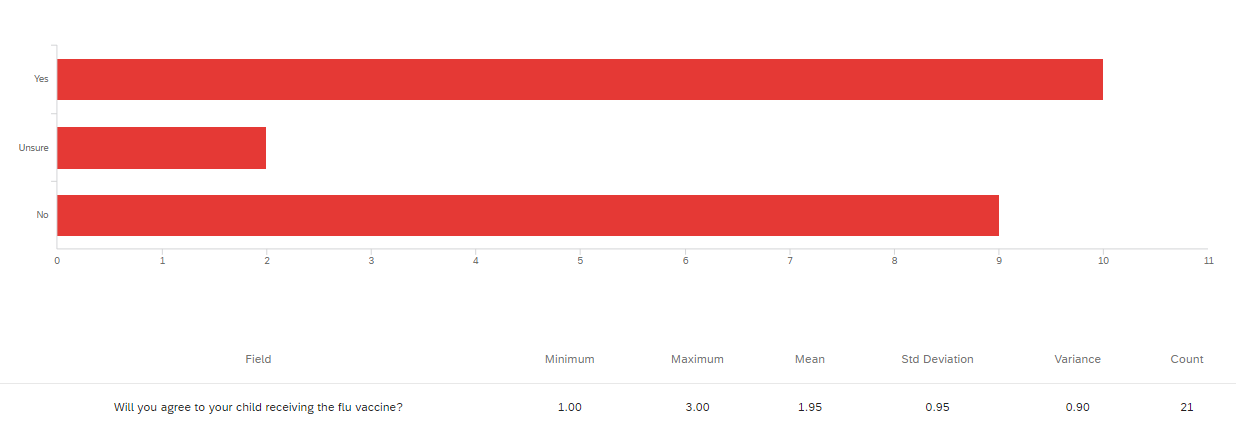 Yes
Unsure
No
0 1 2 3 4 5 6 7 8 9 10 11
Field Minimum Maximum Mean Std Deviation Variance Count
Will you agree to your child receiving the flu vaccine? 1.00 3.00 1.95 0.95 0.90 21